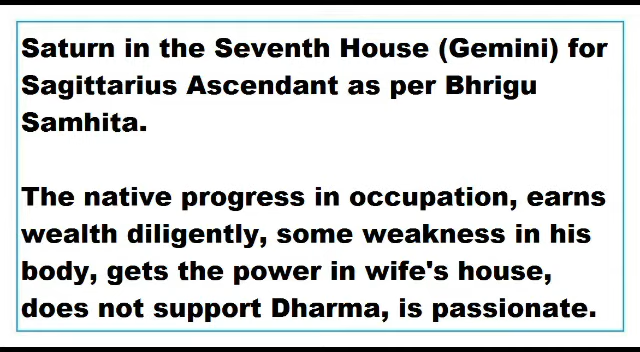 Saturn in the Seventh House (Gemini) for
Sagittarius Ascendant as per Bhrigu
Samhita.
The native progress in occupation, earns
wealth diligently, some weakness in his
body, gets the power in wife's house,
does not support Dharma, is passionate.